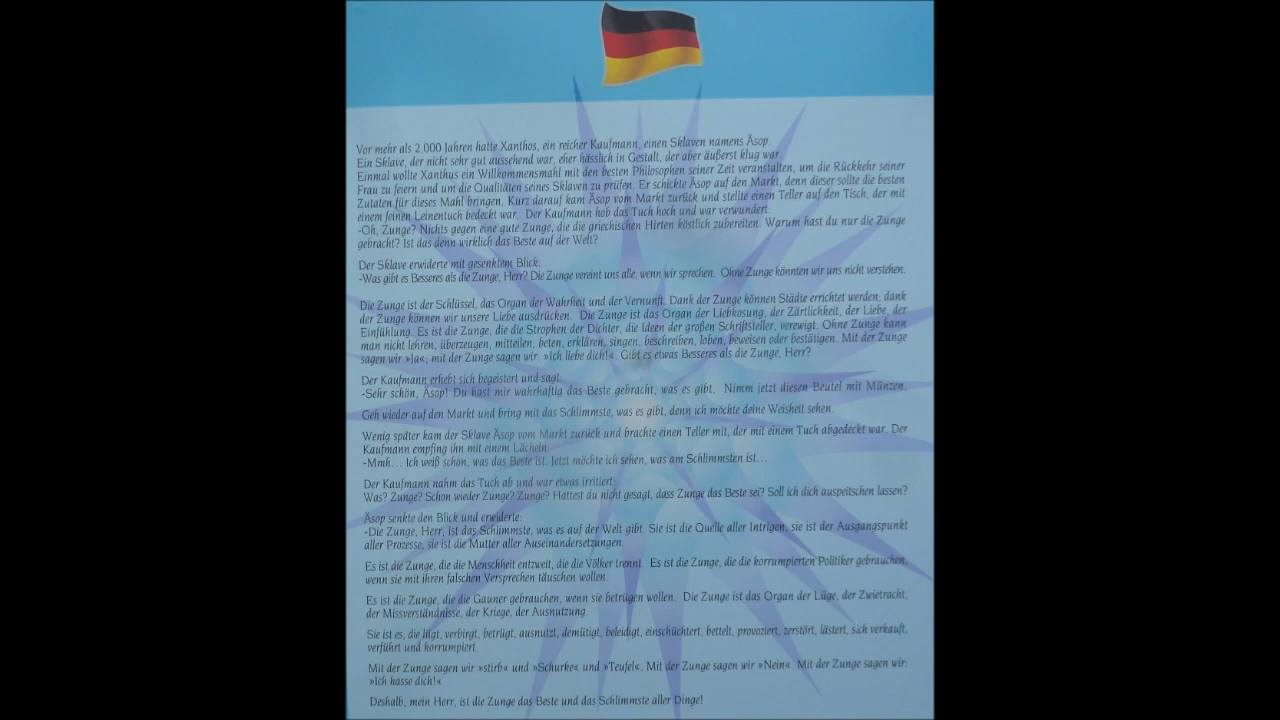 Vor mehr als 2.000 Jahren hatte Xanthos, ein reicher Kaufmann, einen Sklaven namens Äsop.
Ein Sklave, der nicht sehr gut aussehend war, eher hässlich in Gestalt, der aber äußerst klug war.
Einmal wollte Xanthus ein Willkommensmahl mit den besten Philosophen seiner Zeit veranstalten, um die Rückkehr seiner
Frau zu feiern und um die Qualitäten seines Sklaven zu prüfen. Er schickte Äsop auf den Markt, denn dieser sollte die besten
Zutaten für dieses Mahl bringen. Kurz darauf kam Äsop vom Markt zurück und stellte einen Teller auf den Tisch, der mit
einem feinen Leinentuch bedeckt war. Der Kaufmann hob das Tuch hoch und war verwundert.
-Oh, Zunge? Nichts gegen eine gute Zunge, die die griechischen Hirten köstlich zubereiten. Warum hast du nur die Zunge
gebracht? Ist das denn wirklich das Beste auf der Welt?
Der Sklave erwiderte mit gesenktem Blick:
-Was gibt es Besseres als die Zunge, Herr? Die Zunge vereint uns alle, wenn wir sprechen. Ohne Zunge könnten wir uns nicht verstehen.
Die Zunge ist der Schlüssel, das Organ der Wahrheit und der Vernunft. Dank der Zunge können Städte errichtet werden; dank
der Zunge können wir unsere Liebe ausdrücken. Die Zunge ist das Organ der Liebkosung, der Zärtlichkeit, der Liebe, der
Einfühlung. Es ist die Zunge, die die Strophen der Dichter, die Ideen der großen Schriftsteller, verewigt. Ohne Zunge kann
man nicht lehren, überzeugen, mitteilen, beten, erklären, singen, beschreiben, loben, beweisen oder bestätigen. Mit der Zunge
sagen wir »Ja«; mit der Zunge sagen wir: »Ich liebe dich!«. Gibt es etwas Besseres als die Zunge, Herr?
Der Kaufmann erhebt sich begeistert und sagt:
-Sehr schön, Äsop! Du hast mir wahrhaftig das Beste gebracht, was es gibt. Nimm jetzt diesen Beutel mit Münzen.
Geh wieder auf den Markt und bring mit das Schlimmste, was es gibt, denn ich möchte deine Weisheit sehen.
Wenig später kam der Sklave Äsop vom Markt zurück und brachte einen Teller mit, der mit einem Tuch abgedeckt war. Der
Kaufmann empfing ihn mit einem Lächeln:
-Mmh... Ich weiß schon, was das Beste ist. Jetzt möchte ich sehen, was am Schlimmsten ist...
Der Kaufmann nahm das Tuch ab und war etwas irritiert:
Was? Zunge? Schon wieder Zunge? Zunge? Hattest du nicht gesagt, dass Zunge das Beste sei? Soll ich dich auspeitschen lassen?
Äsop senkte den Blick und erwiderte:
-Die Zunge, Herr, ist das Schlimmste, was es auf der Welt gibt. Sie ist die Quelle aller Intrigen, sie ist der Ausgangspunkt
aller Prozesse, sie ist die Mutter aller Auseinandersetzungen.
Es ist die Zunge, die die Menschheit entzweit, die die Völker trennt. Es ist die Zunge, die die korrumpierten Politiker gebrauchen,
wenn sie mit ihren falschen Versprechen täuschen wollen.
Es ist die Zunge, die die Gauner gebrauchen, wenn sie betrügen wollen. Die Zunge ist das Organ der Lüge, der Zwietracht,
der Missverständnisse, der Kriege, der Ausnutzung.
Sie ist es, die lügt, verbirgt, betrügt, ausnutzt, demütigt, beleidigt, einschüchtert, bettelt, provoziert, zerstört, lästert, sich verkauft,
verführt und korrumpiert.
Mit der Zunge sagen wir »stirb« und »Schurke« und »Teufel«. Mit der Zunge sagen wir »Nein«. Mit der Zunge sagen wir:
»Ich hasse dich!«
Deshalb, mein Herr, ist die Zunge das Beste und das Schlimmste aller Dinge!